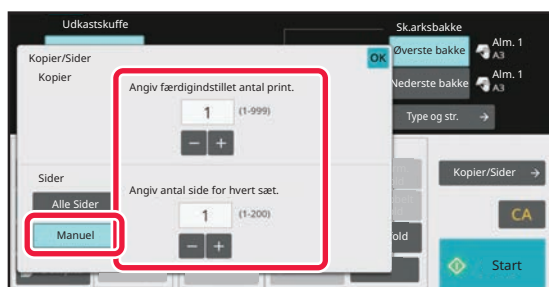 Udkastskuffe
Sk.arksbakke
Øverste bakke
Alm. 1
A3
Nederste bakke
Alm. 1
A3
Type og str.
Kopier/Sider
OK
Kopier
Angiv færdigindstillet antal print.
1 (1-999)
Sider
Alle Sider
Manuel
Angiv antal side for hvert sæt.
1 (1-200)
Kopier/Sider
CA
Start